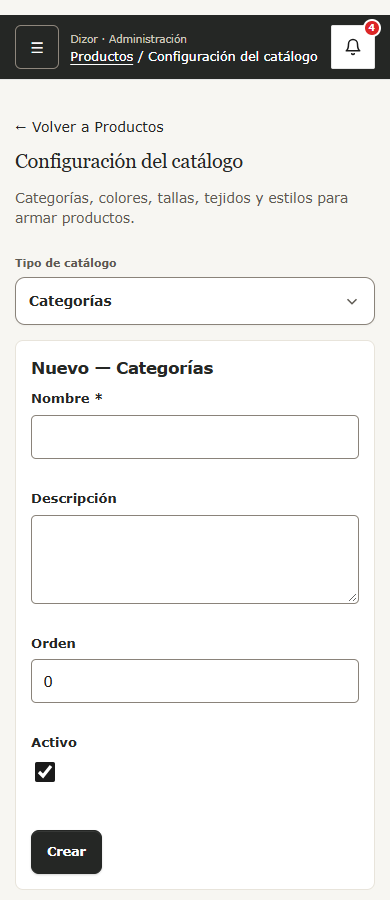 ☰
Dizor · Administración
Productos / Configuración del catálogo
4
← Volver a Productos
Configuración del catálogo
Categorías, colores, tallas, tejidos y estilos para
armar productos.
Tipo de catálogo
Categorías
Nuevo — Categorías
Nombre *
Descripción
Orden
0
Activo
Crear